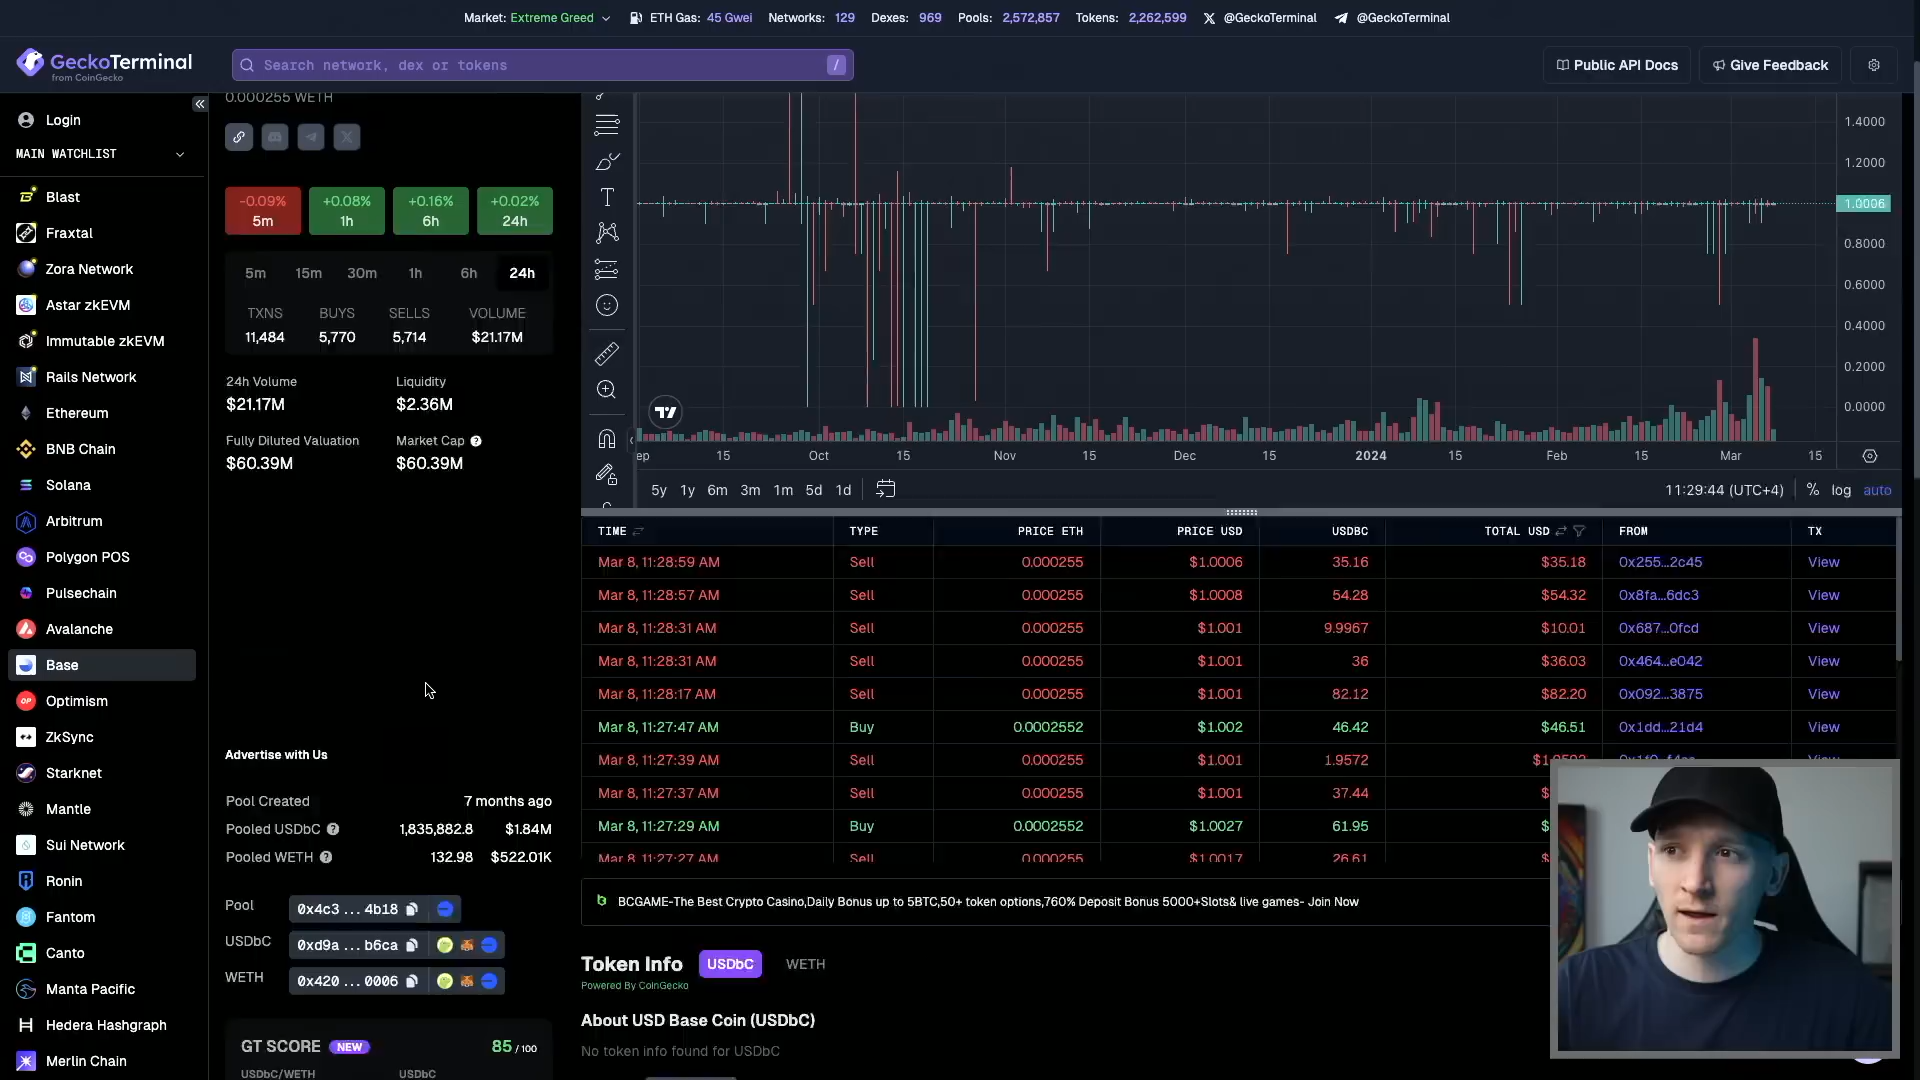 Market: Extreme Greed
ETH Gas: 45 Gwei
Networks: 129
Dexes: 969
Pools: 2,572,857
Tokens: 2,262,599
@GeckoTerminal
@GeckoTerminal
GeckoTerminal
from CoinGecko
Search network, dex or tokens
/
Public API Docs
Give Feedback
Login
MAIN WATCHLIST
Blast
Fraxtal
Zora Network
Astar zkEVM
Immutable zkEVM
Rails Network
Ethereum
BNB Chain
Solana
Arbitrum
Polygon POS
Pulsechain
Avalanche
Base
Optimism
ZkSync
Starknet
Mantle
Sui Network
Ronin
Fantom
Canto
Manta Pacific
Hedera Hashgraph
Merlin Chain
0.000255 WETH
-0.09% +0.08% +0.16% +0.02%
5m 1h 6h 24h
5m 15m 30m 1h 6h 24h
TXNS BUYS SELLS VOLUME
11,484 5,770 5,714 $21.17M
24h Volume Liquidity
$21.17M $2.36M
Fully Diluted Valuation Market Cap
$60.39M $60.39M
Advertise with Us
Pool Created 7 months ago
Pooled USDbC 1,835,882.8 $1.84M
Pooled WETH 132.98 $522.01K
Pool 0x4c3 ... 4b18
USDbC 0xd9a ... b6ca
WETH 0x420 ... 0006
GT SCORE NEW 85 / 100
USDbC/WETH USDbC
1.4000
1.2000
1.0006
0.8000
0.6000
0.4000
0.2000
0.0000
ep 15 Oct 15 Nov 15 Dec 15 2024 15 Feb 15 Mar 15
5y 1y 6m 3m 1m 5d 1d
11:29:44 (UTC+4) % log auto
TIME TYPE PRICE ETH PRICE USD USDBC TOTAL USD FROM TX
Mar 8, 11:28:59 AM Sell 0.000255 $1.0006 35.16 $35.18 0x255...2c45 View
Mar 8, 11:28:57 AM Sell 0.000255 $1.0008 54.28 $54.32 0x8fa...6dc3 View
Mar 8, 11:28:31 AM Sell 0.000255 $1.001 9.9967 $10.01 0x687...0fcd View
Mar 8, 11:28:31 AM Sell 0.000255 $1.001 36 $36.03 0x464...e042 View
Mar 8, 11:28:17 AM Sell 0.000255 $1.001 82.12 $82.20 0x092...3875 View
Mar 8, 11:27:47 AM Buy 0.0002552 $1.002 46.42 $46.51 0x1dd...21d4 View
Mar 8, 11:27:39 AM Sell 0.000255 $1.001 1.9572
Mar 8, 11:27:37 AM Sell 0.000255 $1.001 37.44 $
Mar 8, 11:27:29 AM Buy 0.0002552 $1.0027 61.95 $
Mar 8, 11:27:27 AM Sell 0.000255 $1.0017 26.61
BCGAME-The Best Crypto Casino,Daily Bonus up to 5BTC,50+ token options,760% Deposit Bonus 5000+Slots& live games- Join Now
Token Info USDbC WETH
Powered By CoinGecko
About USD Base Coin (USDbC)
No token info found for USDbC